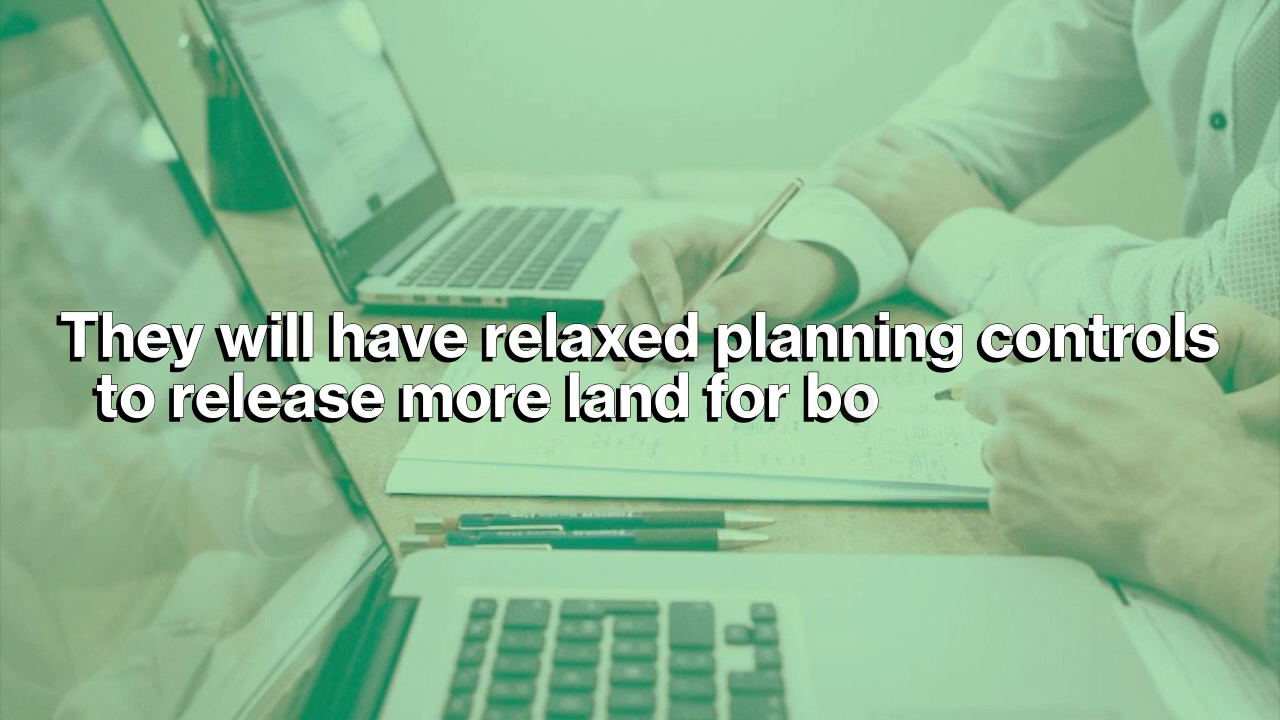 They will have relaxed planning controls
to release more land for bo